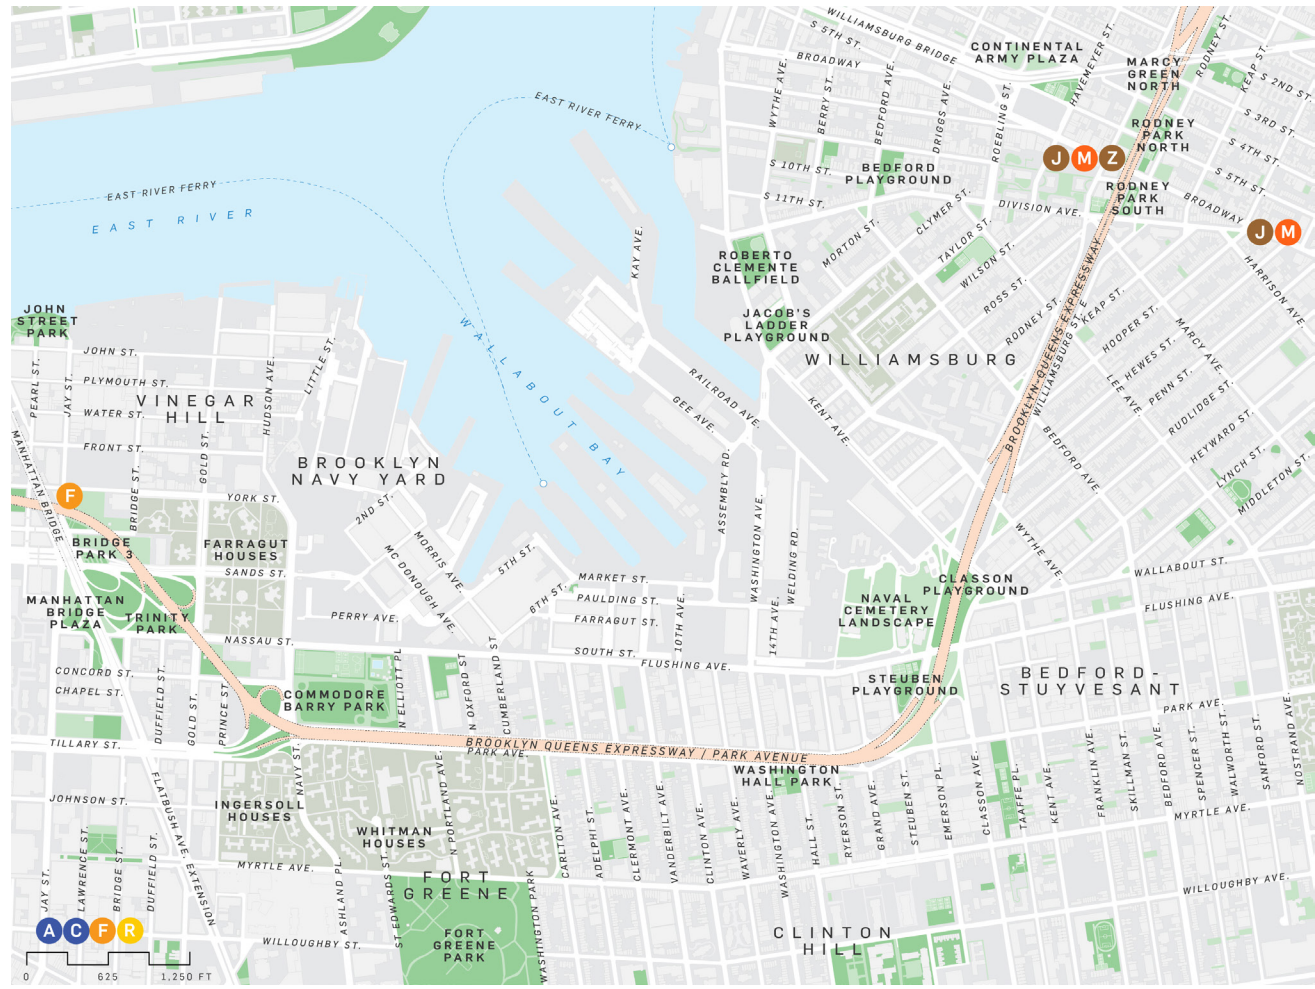 WILLIAMSBURG BRIDGE
S 5TH ST.
BROADWAY
CONTINENTAL
ARMY PLAZA
HAVEMEYER ST.
MARCY
GREEN
NORTH
RODNEY ST.
KEAP ST.
S 2ND ST.
S 3RD ST.
S 4TH ST.
S 5TH ST.
WYTHE AVE.
BERRY ST.
BEDFORD AVE.
DRIGGS AVE.
ROEBLING ST.
RODNEY
PARK
NORTH
EAST RIVER FERRY
J M Z
S 10TH ST.
BEDFORD
PLAYGROUND
S 11TH ST.
DIVISION AVE.
RODNEY
PARK
SOUTH
BROADWAY
J M
EAST RIVER FERRY
EAST RIVER
KAY AVE.
MORTON ST.
CLYMER ST.
TAYLOR ST.
WILSON ST.
ROSS ST.
RODNEY ST.
KEAP ST.
HOOPER ST.
HEWES ST.
PENN ST.
RUDLIDGE ST.
HEYWARD ST.
LYNCH ST.
MIDDLETON ST.
HARRISON AVE.
MARCY AVE.
LEE AVE.
BROOKLYN-QUEENS EXPRESSWAY
WILLIAMSBURG ST. E
ROBERTO
CLEMENTE
BALLFIELD
JACOB'S
LADDER
PLAYGROUND
WILLIAMSBURG
JOHN
STREET
PARK
JOHN ST.
PLYMOUTH ST.
WATER ST.
FRONT ST.
PEARL ST.
JAY ST.
VINEGAR
HILL
HUDSON AVE.
LITTLE ST.
GOLD ST.
BRIDGE ST.
WALLABOUT BAY
RAILROAD AVE.
GEE AVE.
KENT AVE.
BEDFORD AVE.
WYTHE AVE.
MANHATTAN BRIDGE
F
YORK ST.
BROOKLYN
NAVY YARD
2ND ST.
MORRIS AVE.
MC DONOUGH AVE.
5TH ST.
6TH ST.
ASSEMBLY RD.
WASHINGTON AVE.
WELDING RD.
BRIDGE
PARK 3
FARRAGUT
HOUSES
SANDS ST.
MARKET ST.
PAULDING ST.
FARRAGUT ST.
SOUTH ST.
10TH AVE.
14TH AVE.
MANHATTAN
BRIDGE
PLAZA
TRINITY
PARK
PERRY AVE.
NASSAU ST.
FLUSHING AVE.
NAVAL
CEMETERY
LANDSCAPE
CLASSON
PLAYGROUND
WALLABOUT ST.
FLUSHING AVE.
CONCORD ST.
CHAPEL ST.
DUFFIELD ST.
GOLD ST.
PRINCE ST.
COMMODORE
BARRY PARK
N ELLIOTT PL
N OXFORD ST.
CUMBERLAND ST
STEUBEN
PLAYGROUND
BEDFORD-
STUYVESANT
PARK AVE.
TILLARY ST.
NAVY ST.
BROOKLYN QUEENS EXPRESSWAY / PARK AVENUE
PARK AVE.
WASHINGTON
HALL PARK
FLATBUSH AVE. EXTENSION
JOHNSON ST.
INGERSOLL
HOUSES
WHITMAN
HOUSES
N PORTLAND AVE.
CARLTON AVE.
ADELPHI ST.
CLERMONT AVE.
VANDERBILT AVE.
CLINTON AVE.
WAVERLY AVE.
WASHINGTON AVE.
HALL ST.
RYERSON ST.
GRAND AVE.
STEUBEN ST.
EMERSON PL.
CLASSON AVE.
TAAFFE PL.
KENT AVE.
FRANKLIN AVE.
SKILLMAN ST.
BEDFORD AVE.
SPENCER ST.
WALWORTH ST.
SANFORD ST.
NOSTRAND AVE.
MYRTLE AVE.
MYRTLE AVE.
JAY ST.
LAWRENCE ST.
BRIDGE ST.
DUFFIELD ST.
ASHLAND PL.
ST. EDWARDS ST.
FORT
GREENE
FORT
GREENE
PARK
WASHINGTON PARK
WILLOUGHBY ST.
WILLOUGHBY AVE.
CLINTON
HILL
A C F R
0 625 1,250 FT